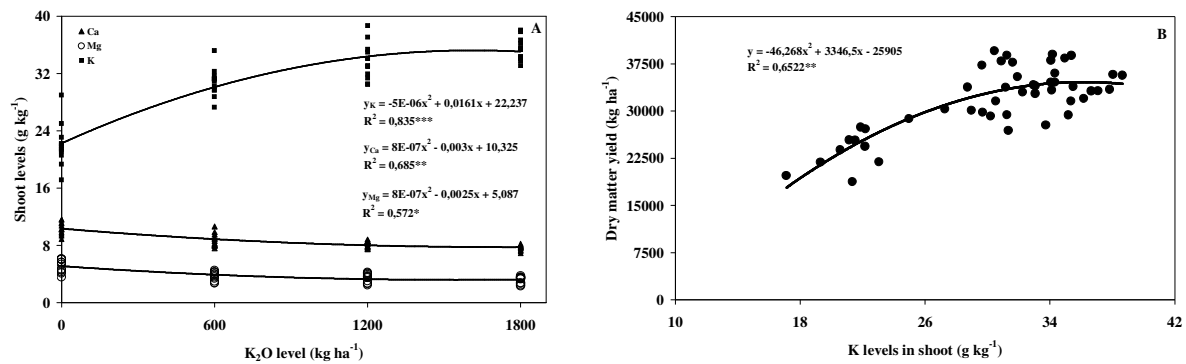 40
32
24
16
8
0
Shoot levels (g kg⁻¹)
A
Ca
Mg
K
y_K = -5E-06x² + 0,0161x + 22,237
R² = 0,835***
y_Ca = 8E-07x² - 0,003x + 10,325
R² = 0,685**
y_Mg = 8E-07x² - 0,0025x + 5,087
R² = 0,572*
0 600 1200 1800
K₂O level (kg ha⁻¹)
45000
37500
30000
22500
15000
7500
0
Dry matter yield (kg ha⁻¹)
B
y = -46,268x² + 3346,5x - 25905
R² = 0,6522**
10 18 26 34 42
K levels in shoot (g kg⁻¹)